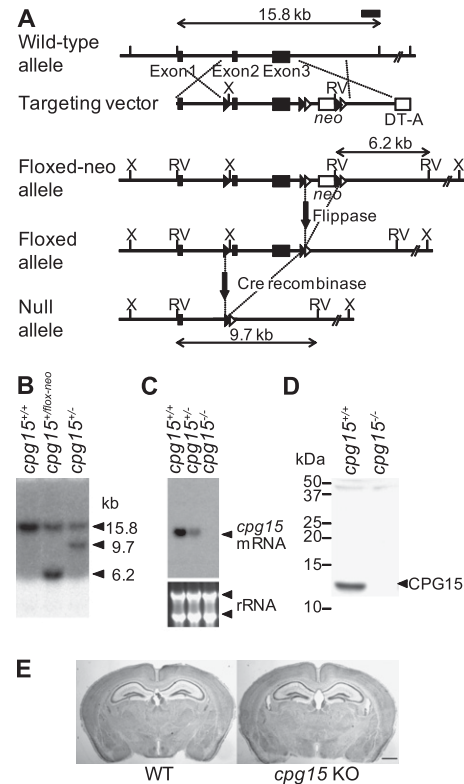 A
15.8 kb
Wild-type
allele
Exon1 Exon2 Exon3
X RV
Targeting vector
neo
DT-A
6.2 kb
X RV X RV RV X
Floxed-neo
allele
neo
Flippase
X RV X RV X
Floxed
allele
Cre recombinase
X RV RV X
Null
allele
9.7 kb
B
cpg15+/+
cpg15+/flox-neo
cpg15+/-
kb
15.8
9.7
6.2
C
cpg15+/+
cpg15+/-
cpg15-/-
cpg15
mRNA
rRNA
D
cpg15+/+
cpg15-/-
kDa
50
37
25
20
15
10
CPG15
E
WT
cpg15 KO